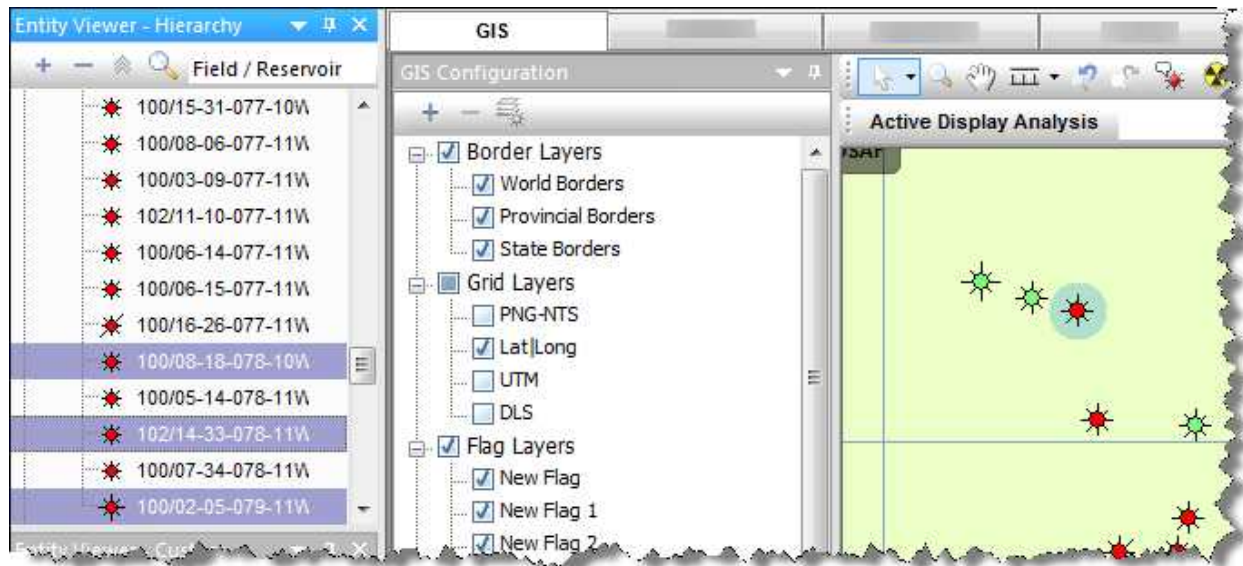 Entity Viewer - Hierarchy
Field / Reservoir
100/15-31-077-10W
100/08-06-077-11W
100/03-09-077-11W
102/11-10-077-11W
100/06-14-077-11W
100/06-15-077-11W
100/16-26-077-11W
100/08-18-078-10W
100/05-14-078-11W
102/14-33-078-11W
100/07-34-078-11W
100/02-05-079-11W
Entity Viewer - Cust
GIS
GIS Configuration
Border Layers
World Borders
Provincial Borders
State Borders
Grid Layers
PNG-NTS
Lat|Long
UTM
DLS
Flag Layers
New Flag
New Flag 1
New Flag 2
Active Display Analysis